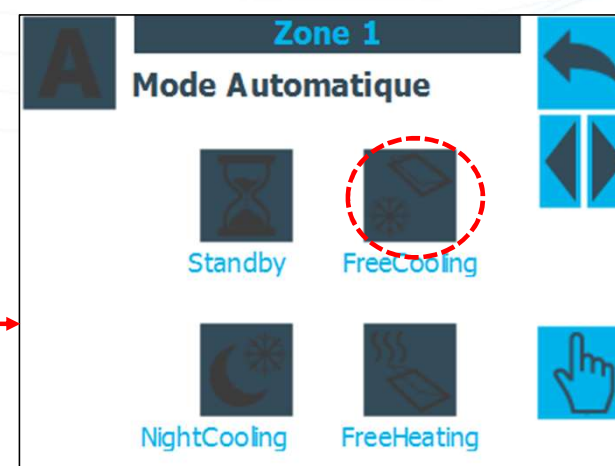 Zone 1
A
Mode Automatique
Standby FreeCooling
NightCooling FreeHeating